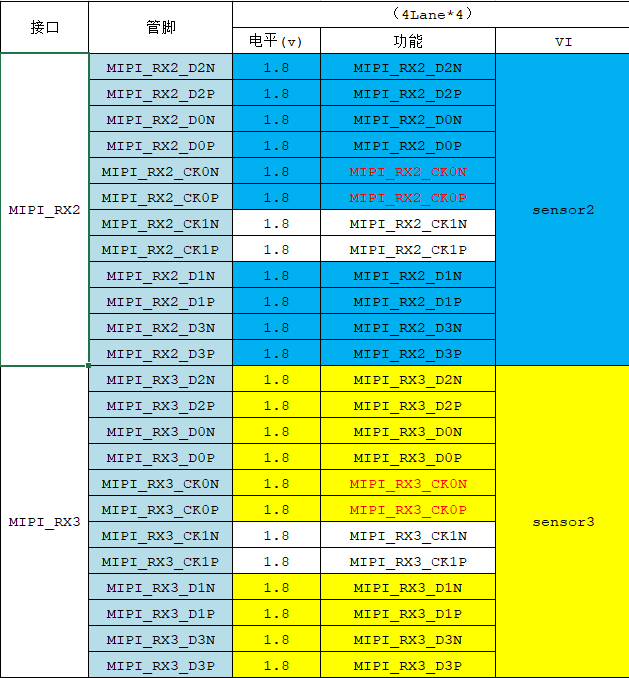 接口 管脚 （4Lane*4）
电平(v) 功能 VI
MIPI_RX2_D2N 1.8 MIPI_RX2_D2N
MIPI_RX2_D2P 1.8 MIPI_RX2_D2P
MIPI_RX2_D0N 1.8 MIPI_RX2_D0N
MIPI_RX2_D0P 1.8 MIPI_RX2_D0P
MIPI_RX2_CK0N 1.8 MIPI_RX2_CK0N
MIPI_RX2_CK0P 1.8 MIPI_RX2_CK0P
MIPI_RX2 sensor2
MIPI_RX2_CK1N 1.8 MIPI_RX2_CK1N
MIPI_RX2_CK1P 1.8 MIPI_RX2_CK1P
MIPI_RX2_D1N 1.8 MIPI_RX2_D1N
MIPI_RX2_D1P 1.8 MIPI_RX2_D1P
MIPI_RX2_D3N 1.8 MIPI_RX2_D3N
MIPI_RX2_D3P 1.8 MIPI_RX2_D3P
MIPI_RX3_D2N 1.8 MIPI_RX3_D2N
MIPI_RX3_D2P 1.8 MIPI_RX3_D2P
MIPI_RX3_D0N 1.8 MIPI_RX3_D0N
MIPI_RX3_D0P 1.8 MIPI_RX3_D0P
MIPI_RX3_CK0N 1.8 MIPI_RX3_CK0N
MIPI_RX3_CK0P 1.8 MIPI_RX3_CK0P
MIPI_RX3 sensor3
MIPI_RX3_CK1N 1.8 MIPI_RX3_CK1N
MIPI_RX3_CK1P 1.8 MIPI_RX3_CK1P
MIPI_RX3_D1N 1.8 MIPI_RX3_D1N
MIPI_RX3_D1P 1.8 MIPI_RX3_D1P
MIPI_RX3_D3N 1.8 MIPI_RX3_D3N
MIPI_RX3_D3P 1.8 MIPI_RX3_D3P